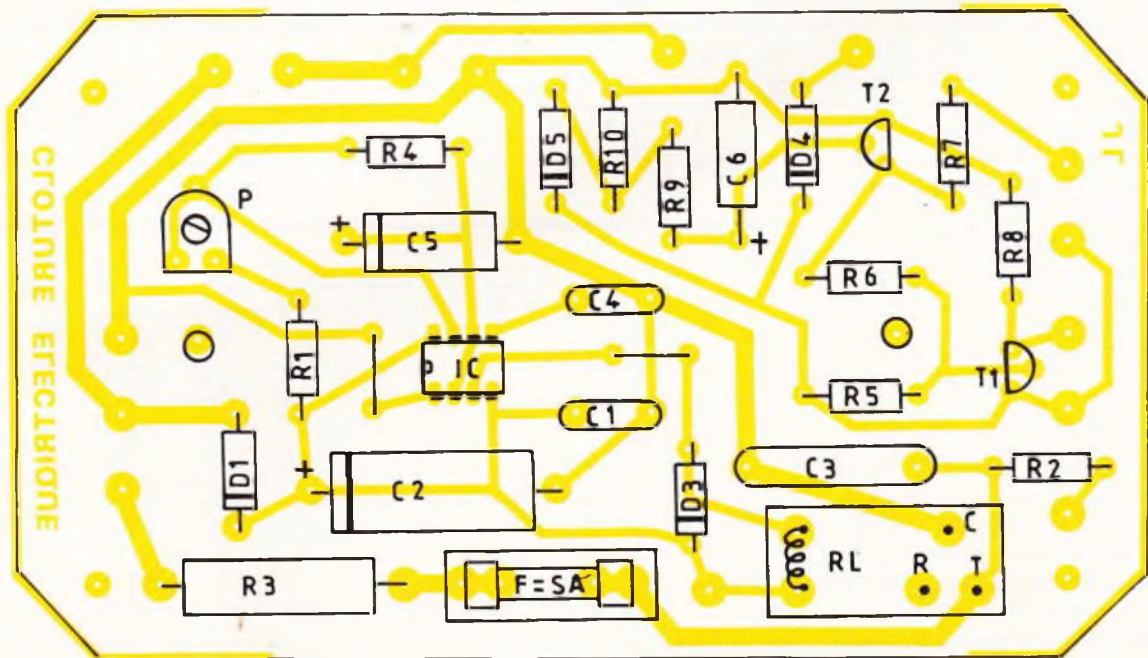 CLOTURE ELECTRIQUE
JL
R4
P
+
C5
R1
IC
C4
C1
D1
+
C2
R3
F=5A
D5
R10
R9
C6
+
D4
T2
R7
R8
R6
R5
T1
C3
R2
D3
RL
C
R
T